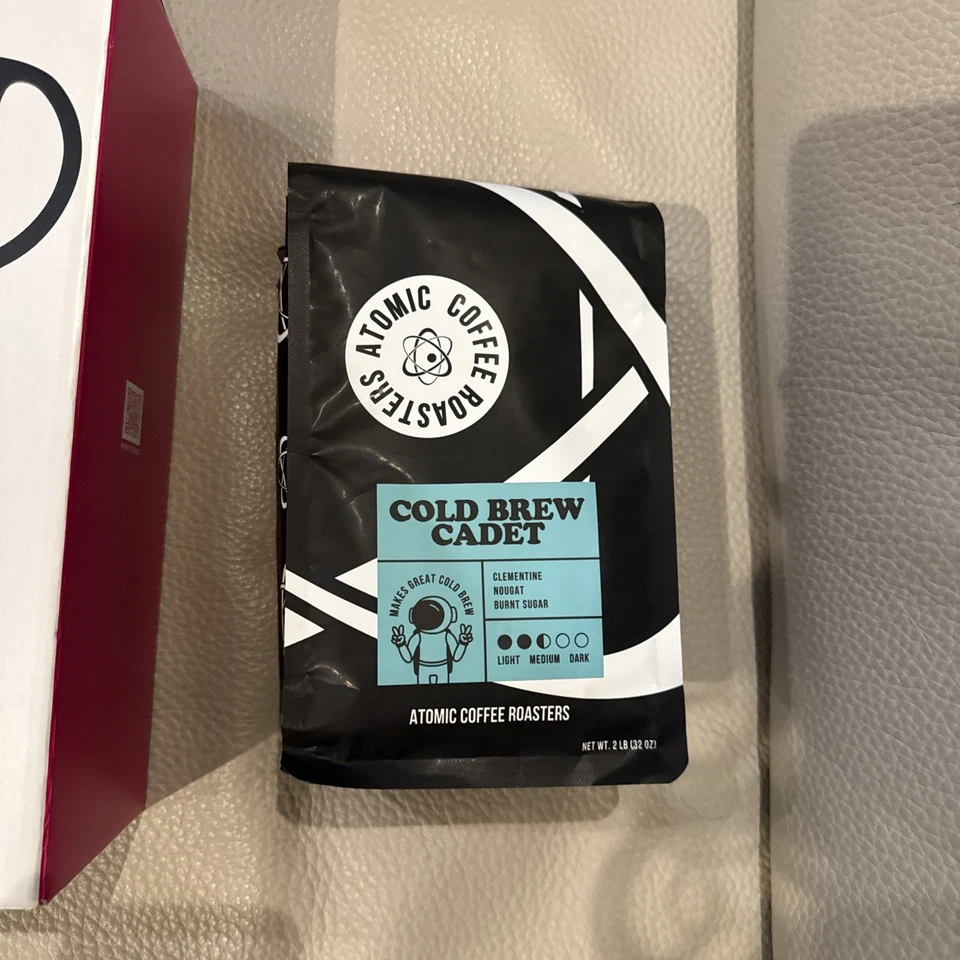 ATOMIC COFFEE ROASTERS
COLD BREW
CADET
MAKES GREAT COLD BREW
CLEMENTINE
NOUGAT
BURNT SUGAR
LIGHT MEDIUM DARK
ATOMIC COFFEE ROASTERS
NET WT. 2 LB (32 OZ)